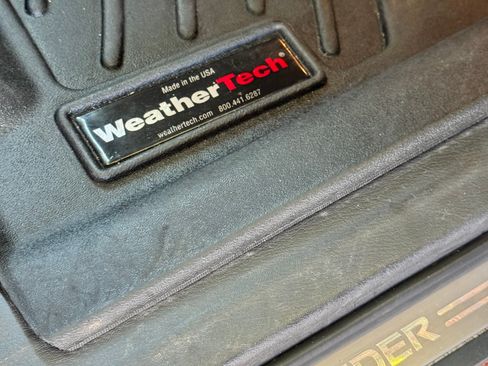 Made in the USA
WeatherTech®
weathertech.com 800.441.6287